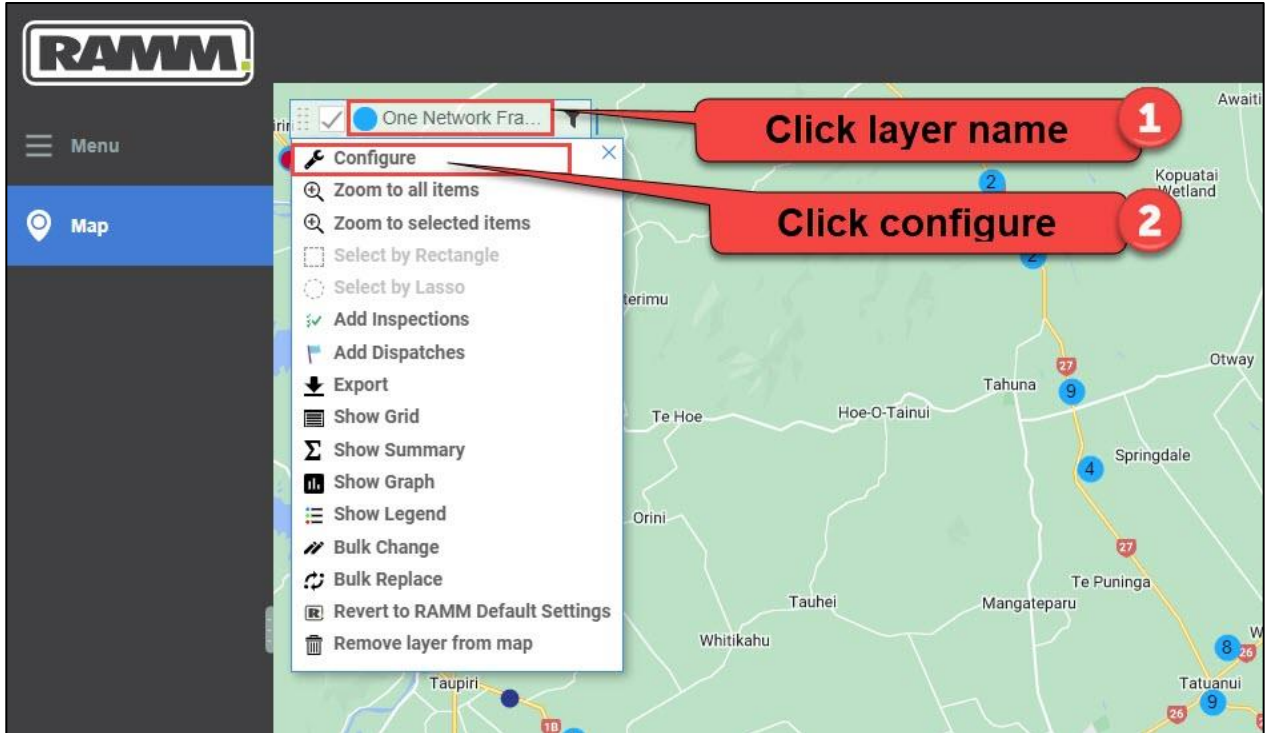 RAMM
Menu
Map
One Network Fra...
Click layer name
1
Configure
Click configure
2
Zoom to all items
Zoom to selected items
Select by Rectangle
Select by Lasso
Add Inspections
Add Dispatches
Export
Show Grid
Show Summary
Show Graph
Show Legend
Bulk Change
Bulk Replace
R
Revert to RAMM Default Settings
Remove layer from map
Awaiti
Kopuatai
Wetland
2
2
terimu
Otway
27
Tahuna
9
Te Hoe
Hoe-O-Tainui
Springdale
4
Orini
27
Te Puninga
Tauhei
Mangateparu
Whitikahu
8
26
Taupiri
Tatuanui
9
26
1B